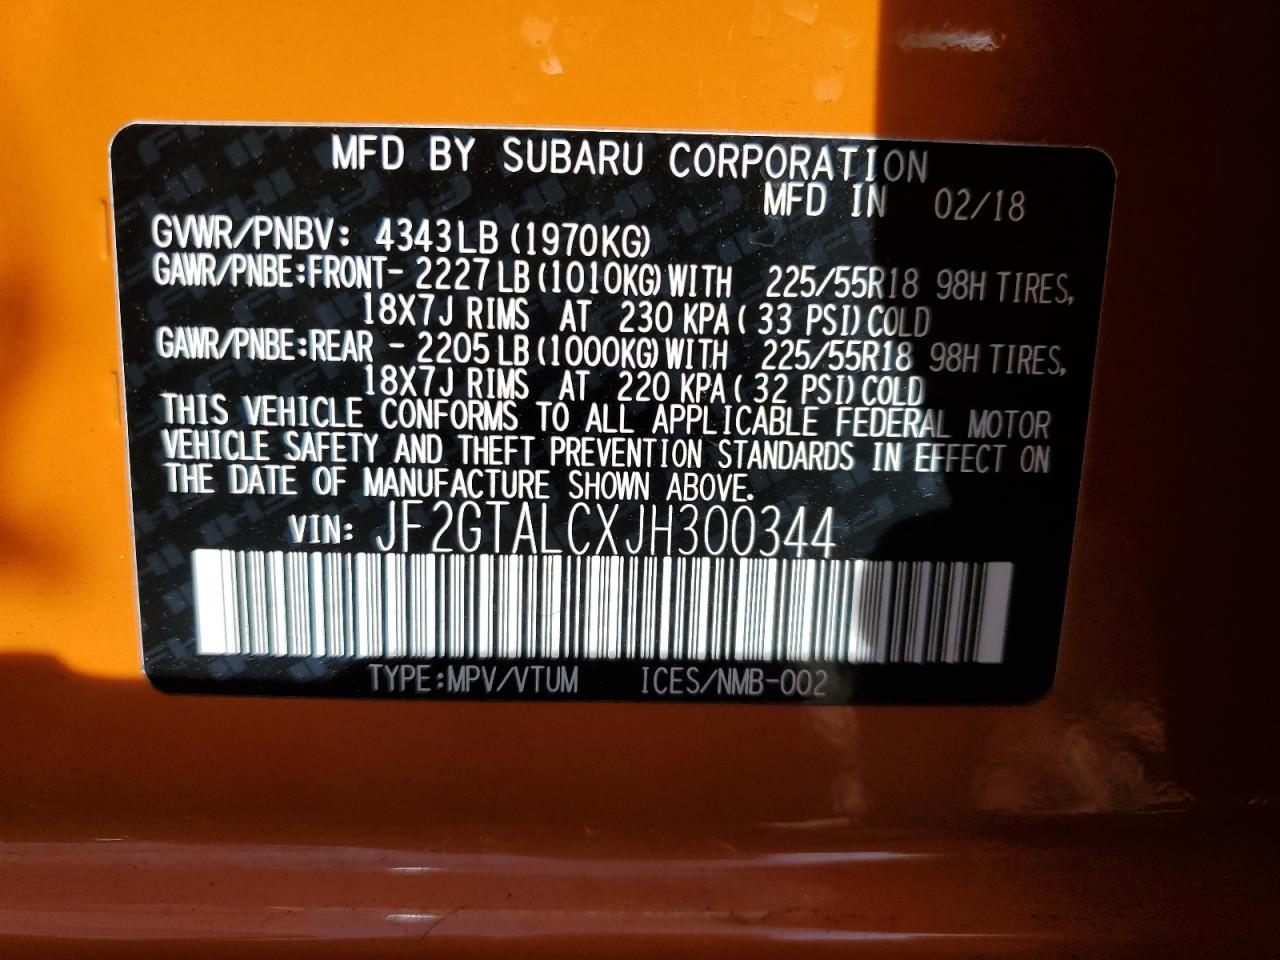 MFD BY SUBARU CORPORATION
MFD IN 02/18
GVWR/PNBV: 4343LB (1970KG)
GAWR/PNBE:FRONT- 2227 LB (1010KG) WITH 225/55R18 98H TIRES,
18X7J RIMS AT 230 KPA ( 33 PSI) COLD
GAWR/PNBE:REAR - 2205 LB (1000KG) WITH 225/55R18 98H TIRES,
18X7J RIMS AT 220 KPA ( 32 PSI) COLD
THIS VEHICLE CONFORMS TO ALL APPLICABLE FEDERAL MOTOR
VEHICLE SAFETY AND THEFT PREVENTION STANDARDS IN EFFECT ON
THE DATE OF MANUFACTURE SHOWN ABOVE.
VIN: JF2GTALCXJH300344
TYPE:MPV/VTUM ICES/NMB-002